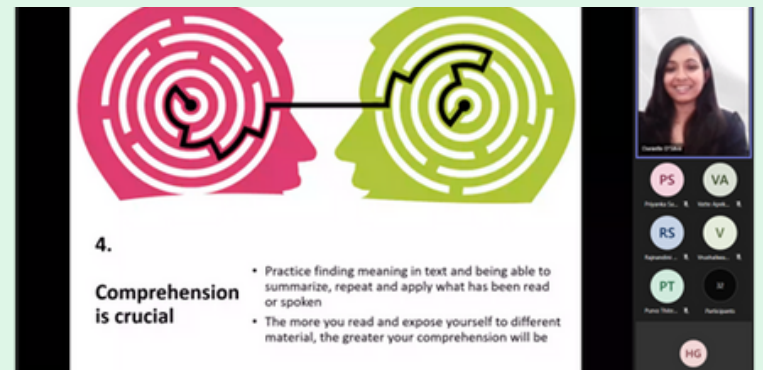 4.
Comprehension
is crucial
• Practice finding meaning in text and being able to
summarize, repeat and apply what has been read
or spoken
• The more you read and expose yourself to different
material, the greater your comprehension will be
PS
VA
Priyanka Sa...
RS
V
PT
32
Participants
HG